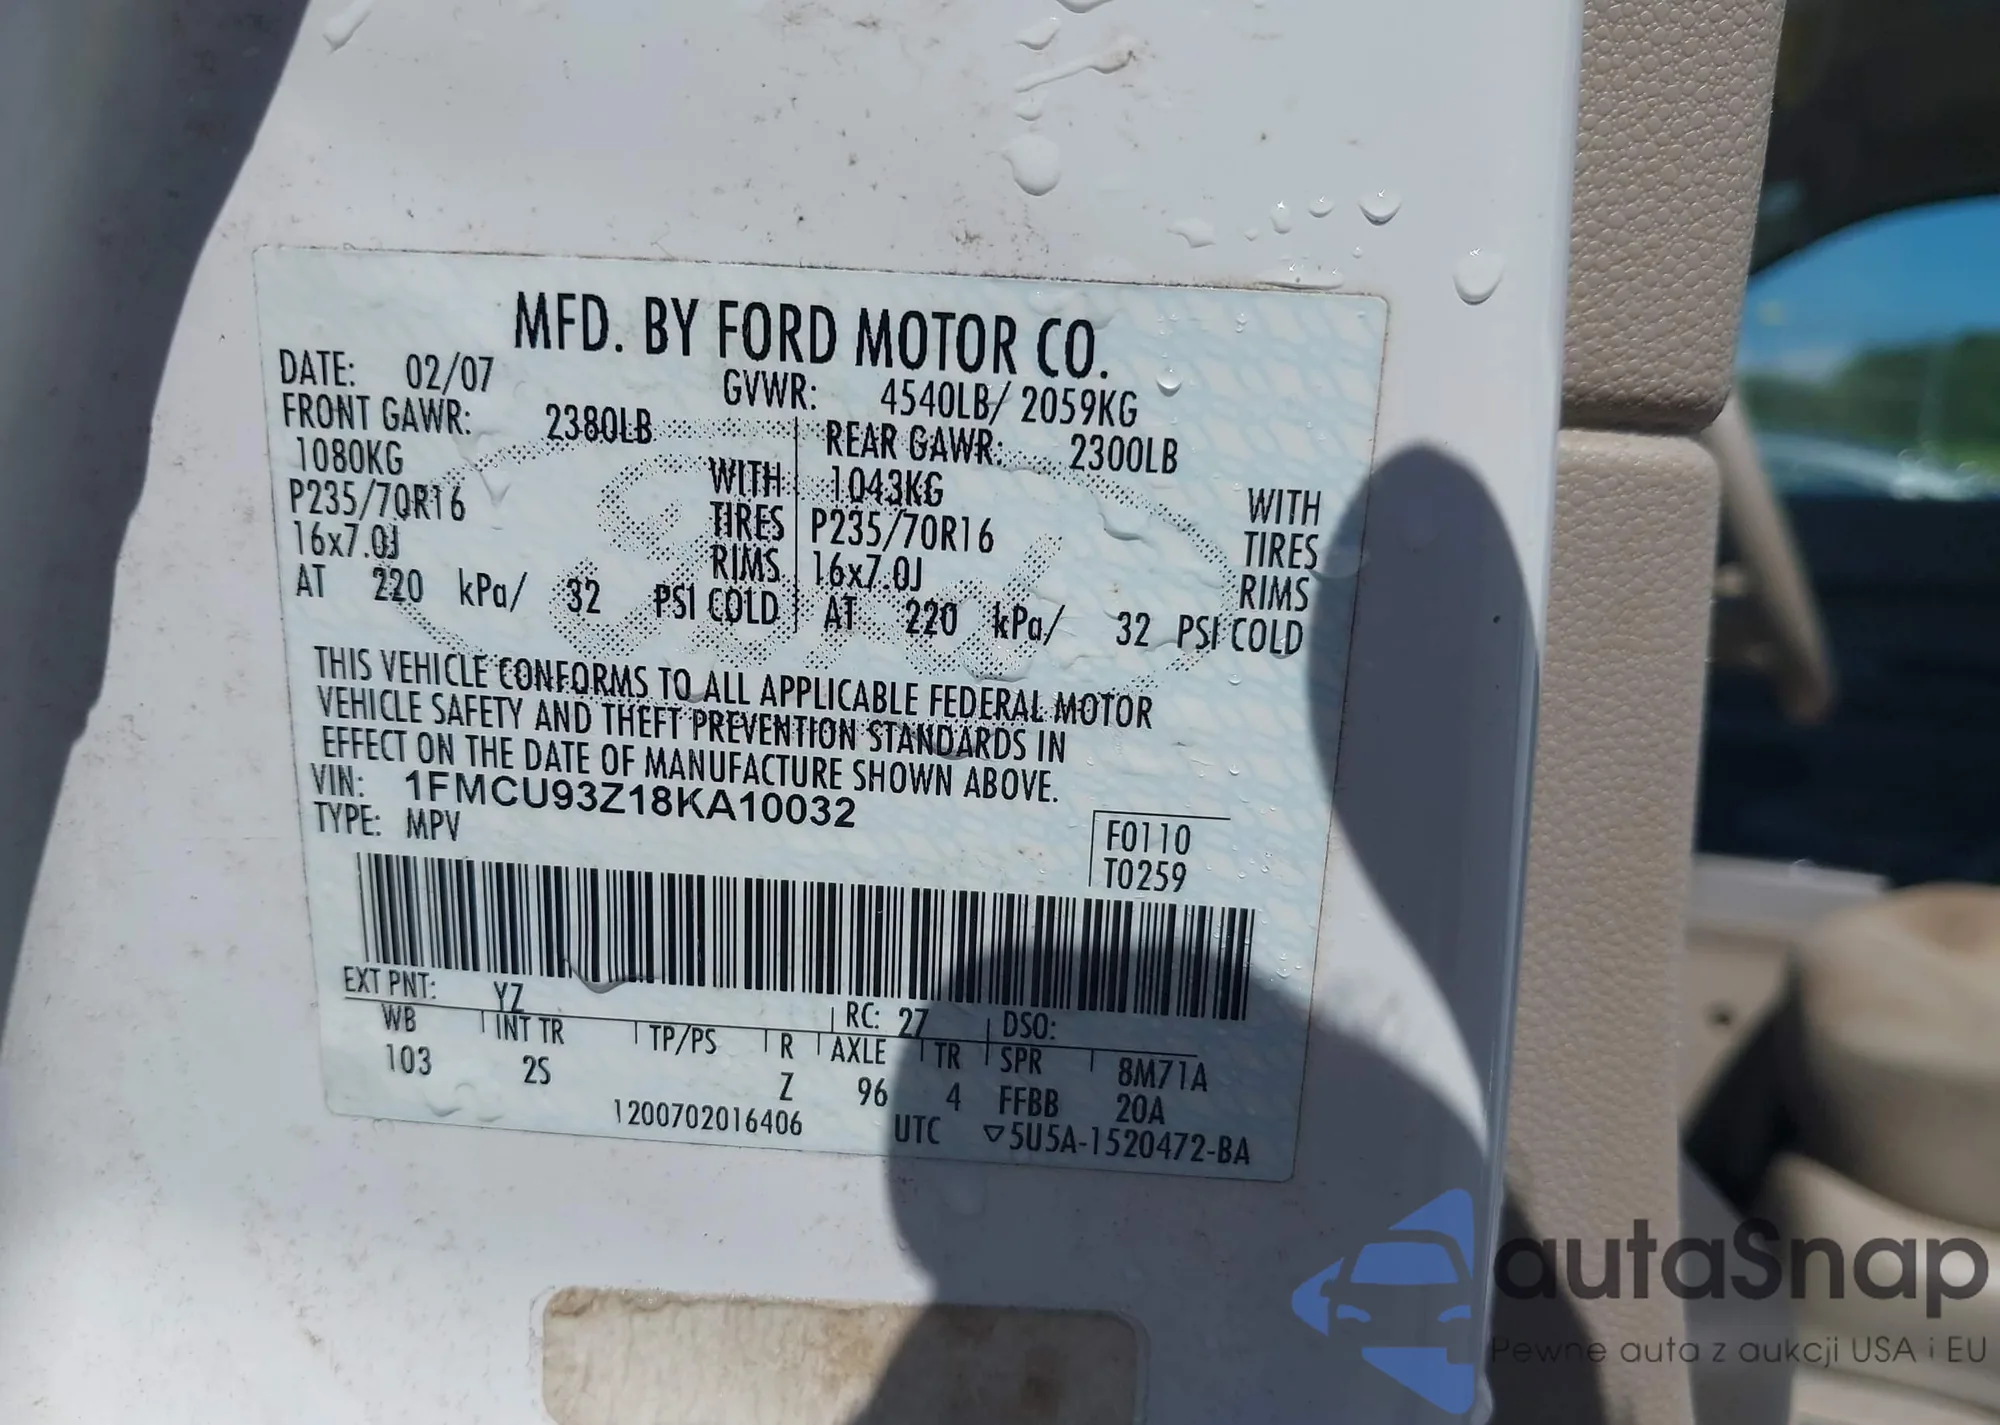 MFD. BY FORD MOTOR CO.
DATE: 02/07 GVWR: 4540LB/ 2059KG
FRONT GAWR: 2380LB REAR GAWR: 2300LB
1080KG WITH 1043KG WITH
P235/70R16 TIRES P235/70R16 TIRES
16x7.0J RIMS 16x7.0J RIMS
AT 220 kPa/ 32 PSI COLD AT 220 kPa/ 32 PSI COLD
THIS VEHICLE CONFORMS TO ALL APPLICABLE FEDERAL MOTOR
VEHICLE SAFETY AND THEFT PREVENTION STANDARDS IN
EFFECT ON THE DATE OF MANUFACTURE SHOWN ABOVE.
VIN: 1FMCU93Z18KA10032
TYPE: MPV
F0110
T0259
EXT PNT: YZ RC: 27 DSO:
WB INT TR TP/PS R AXLE TR SPR 8M71A
103 2S Z 96 4 FFBB 20A
1200702016406 UTC ▽5U5A-1520472-BA
autaSnap
Pewne auta z aukcji USA i EU